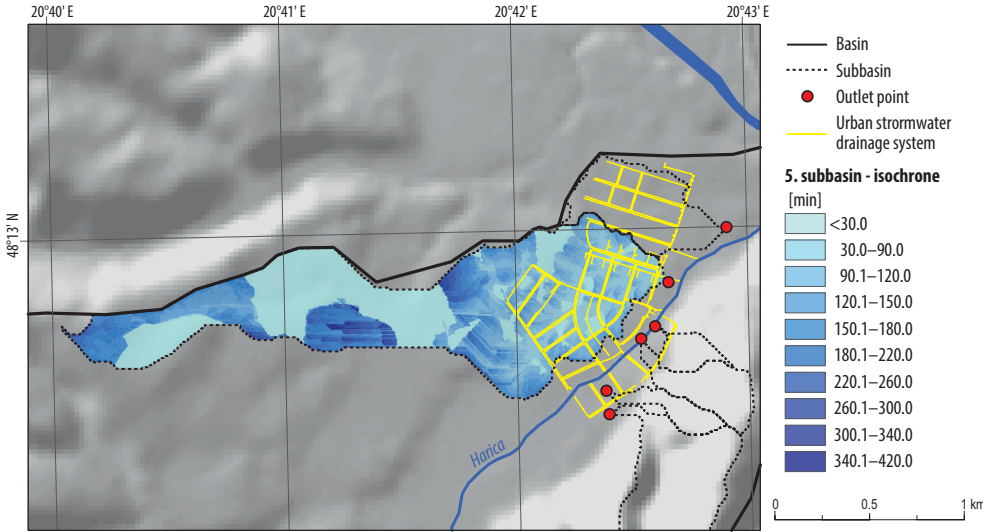 20°40' E 20°41' E 20°42' E 20°43' E
48°13' N
Harica
Basin
Subbasin
Outlet point
Urban strormwater
drainage system
5. subbasin - isochrone
[min]
<30.0
30.0–90.0
90.1–120.0
120.1–150.0
150.1–180.0
180.1–220.0
220.1–260.0
260.1–300.0
300.1–340.0
340.1–420.0
0 0.5 1 km